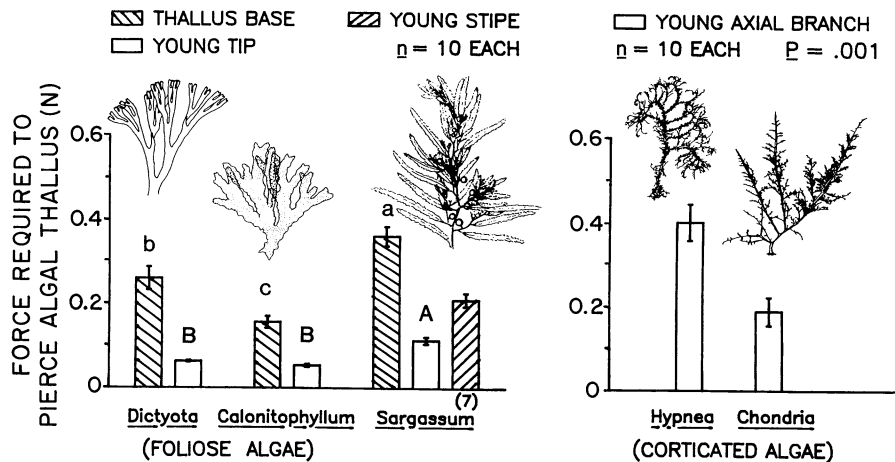 THALLUS BASE
YOUNG TIP
YOUNG STIPE
n = 10 EACH
YOUNG AXIAL BRANCH
n = 10 EACH P = .001
FORCE REQUIRED TO
PIERCE ALGAL THALLUS (N)
0.6
0.4
0.2
0
b
B
c
B
a
A
(7)
Dictyota Calonitophyllum Sargassum
(FOLIOSE ALGAE)
0.6
0.4
0.2
0
Hypnea Chondria
(CORTICATED ALGAE)